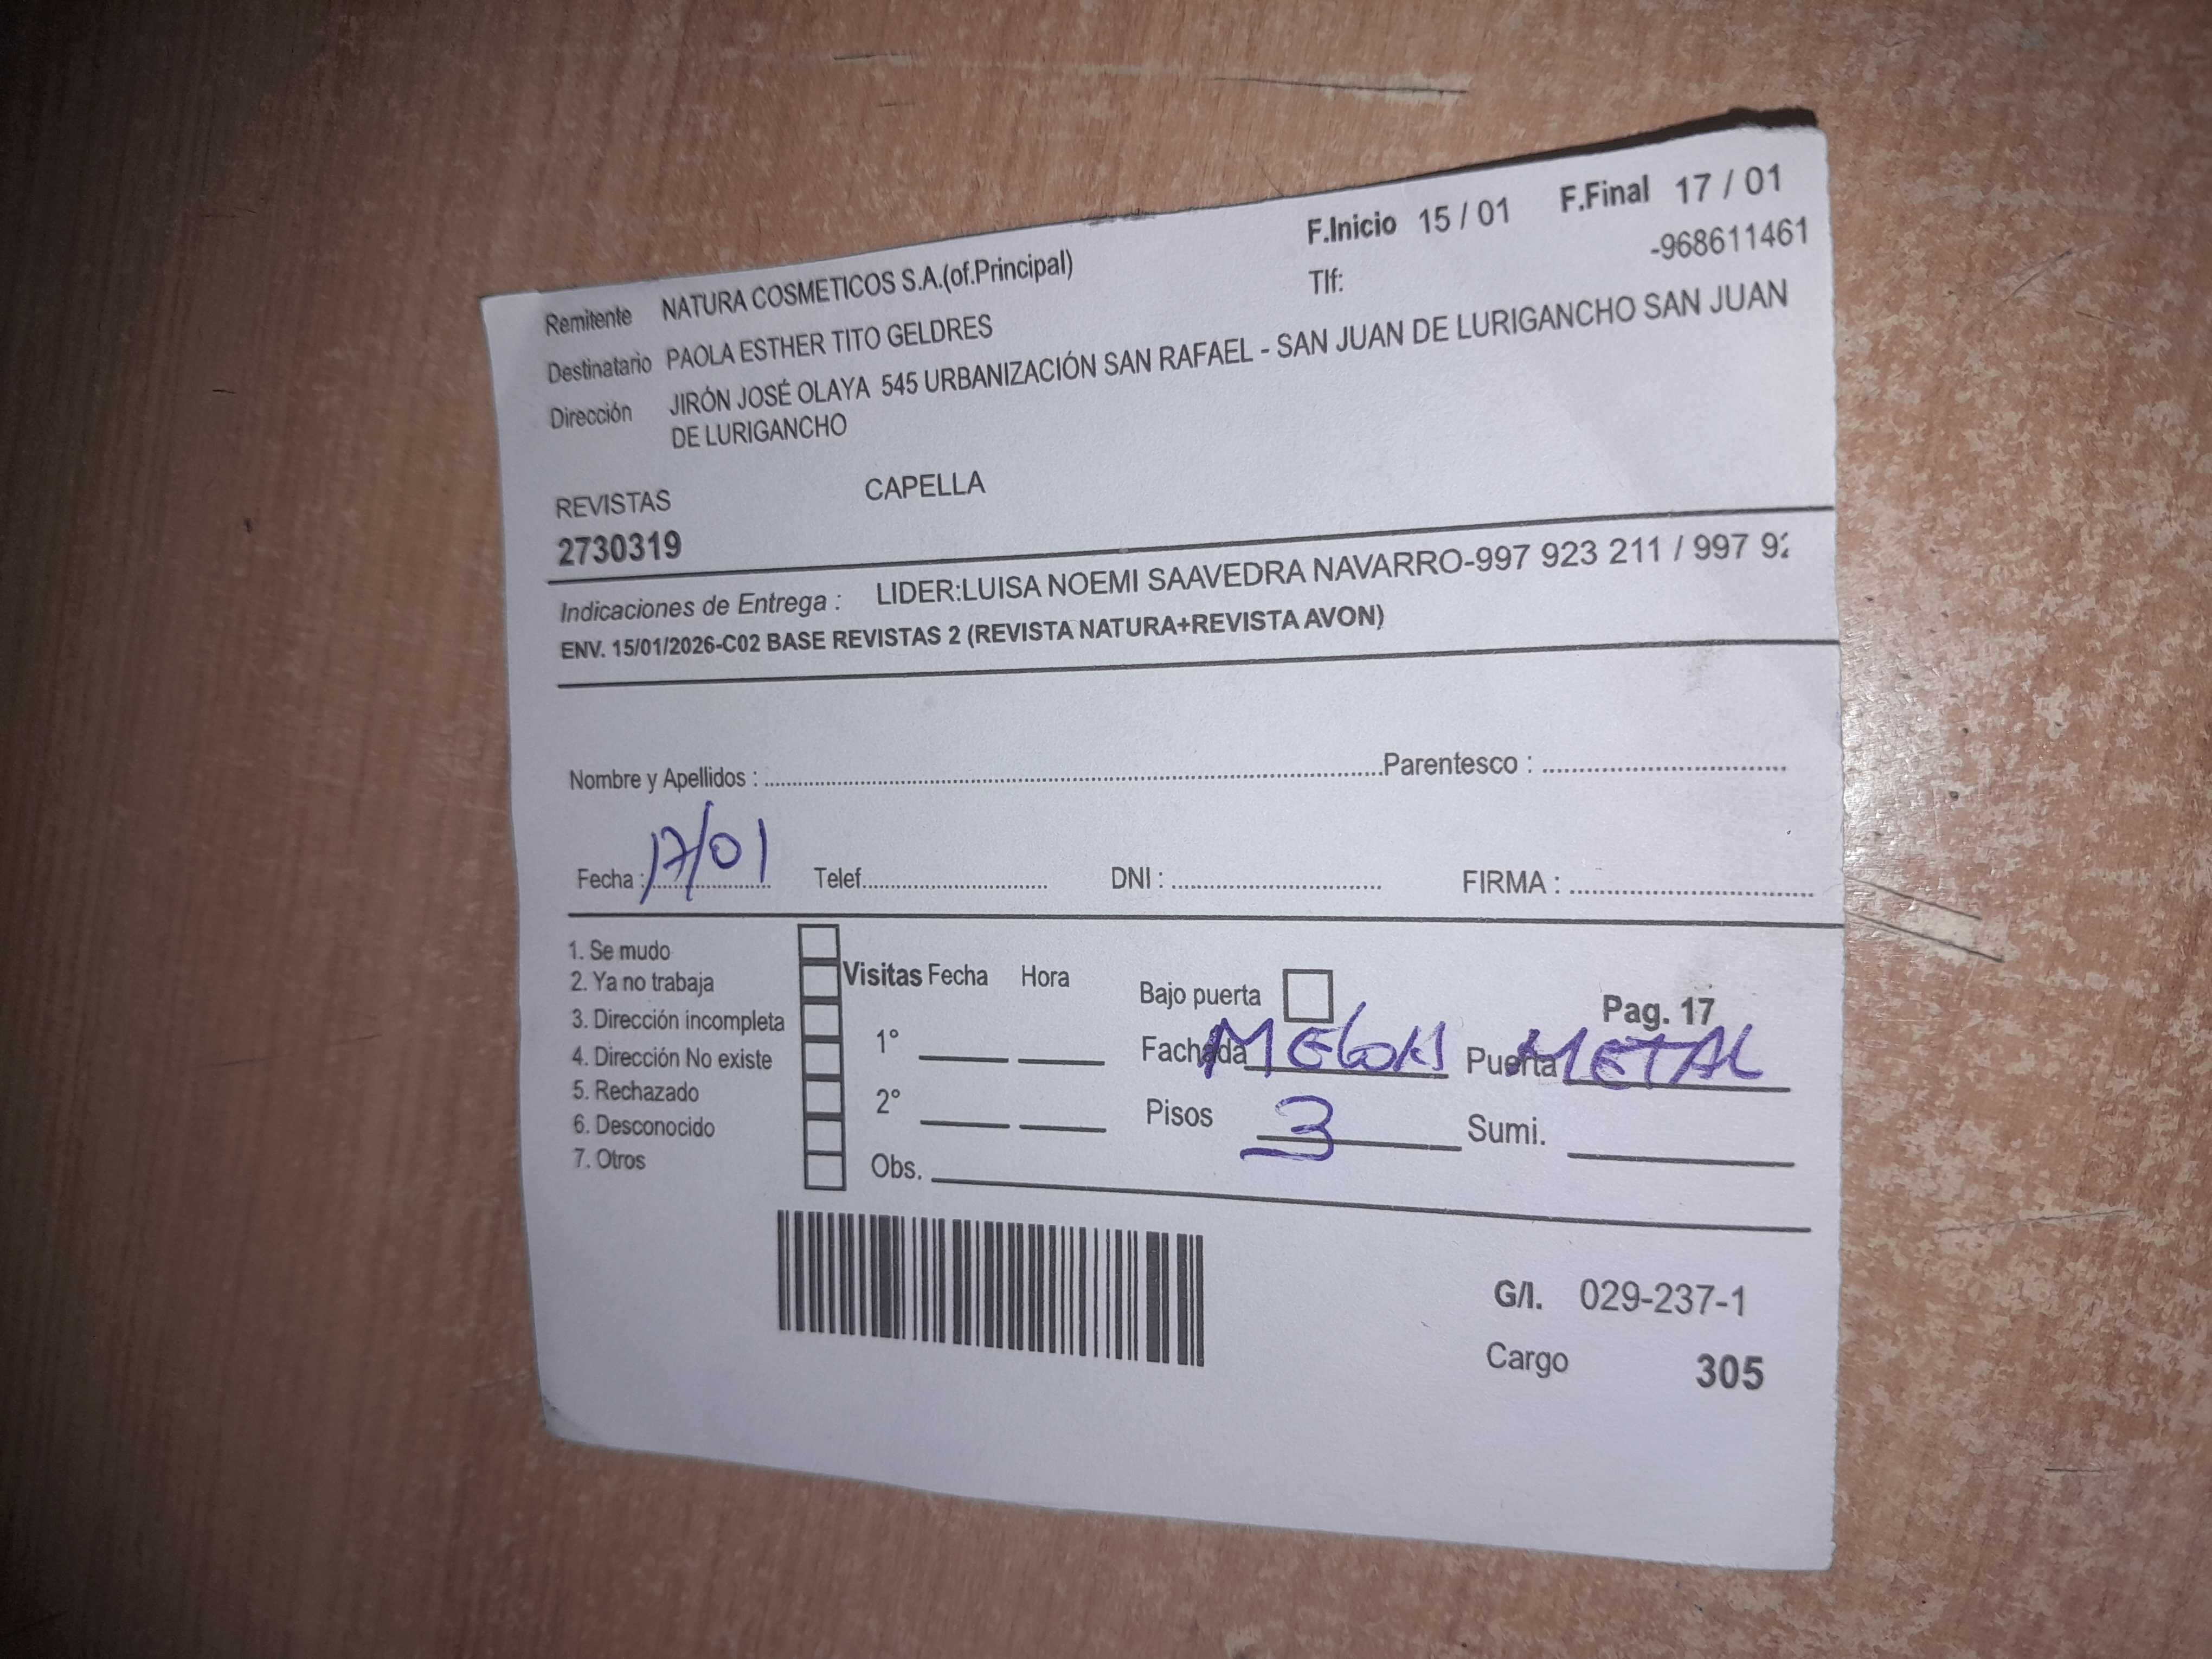 F.Inicio 15 / 01 F.Final 17 / 01
Remitente NATURA COSMETICOS S.A.(of.Principal) Tlf: -968611461
Destinatario PAOLA ESTHER TITO GELDRES
Dirección JIRÓN JOSÉ OLAYA 545 URBANIZACIÓN SAN RAFAEL - SAN JUAN DE LURIGANCHO SAN JUAN
DE LURIGANCHO
REVISTAS CAPELLA
2730319
Indicaciones de Entrega : LIDER:LUISA NOEMI SAAVEDRA NAVARRO-997 923 211 / 997 92
ENV. 15/01/2026-C02 BASE REVISTAS 2 (REVISTA NATURA+REVISTA AVON)
Nombre y Apellidos : Parentesco :
Fecha : 17/01 Telef. DNI : FIRMA :
1. Se mudo
2. Ya no trabaja
3. Dirección incompleta
4. Dirección No existe
5. Rechazado
6. Desconocido
7. Otros
Visitas Fecha Hora
1°
2°
Obs.
Bajo puerta Pag. 17
Fachada Puerta METAL
Pisos 3 Sumi.
G/I. 029-237-1
Cargo 305